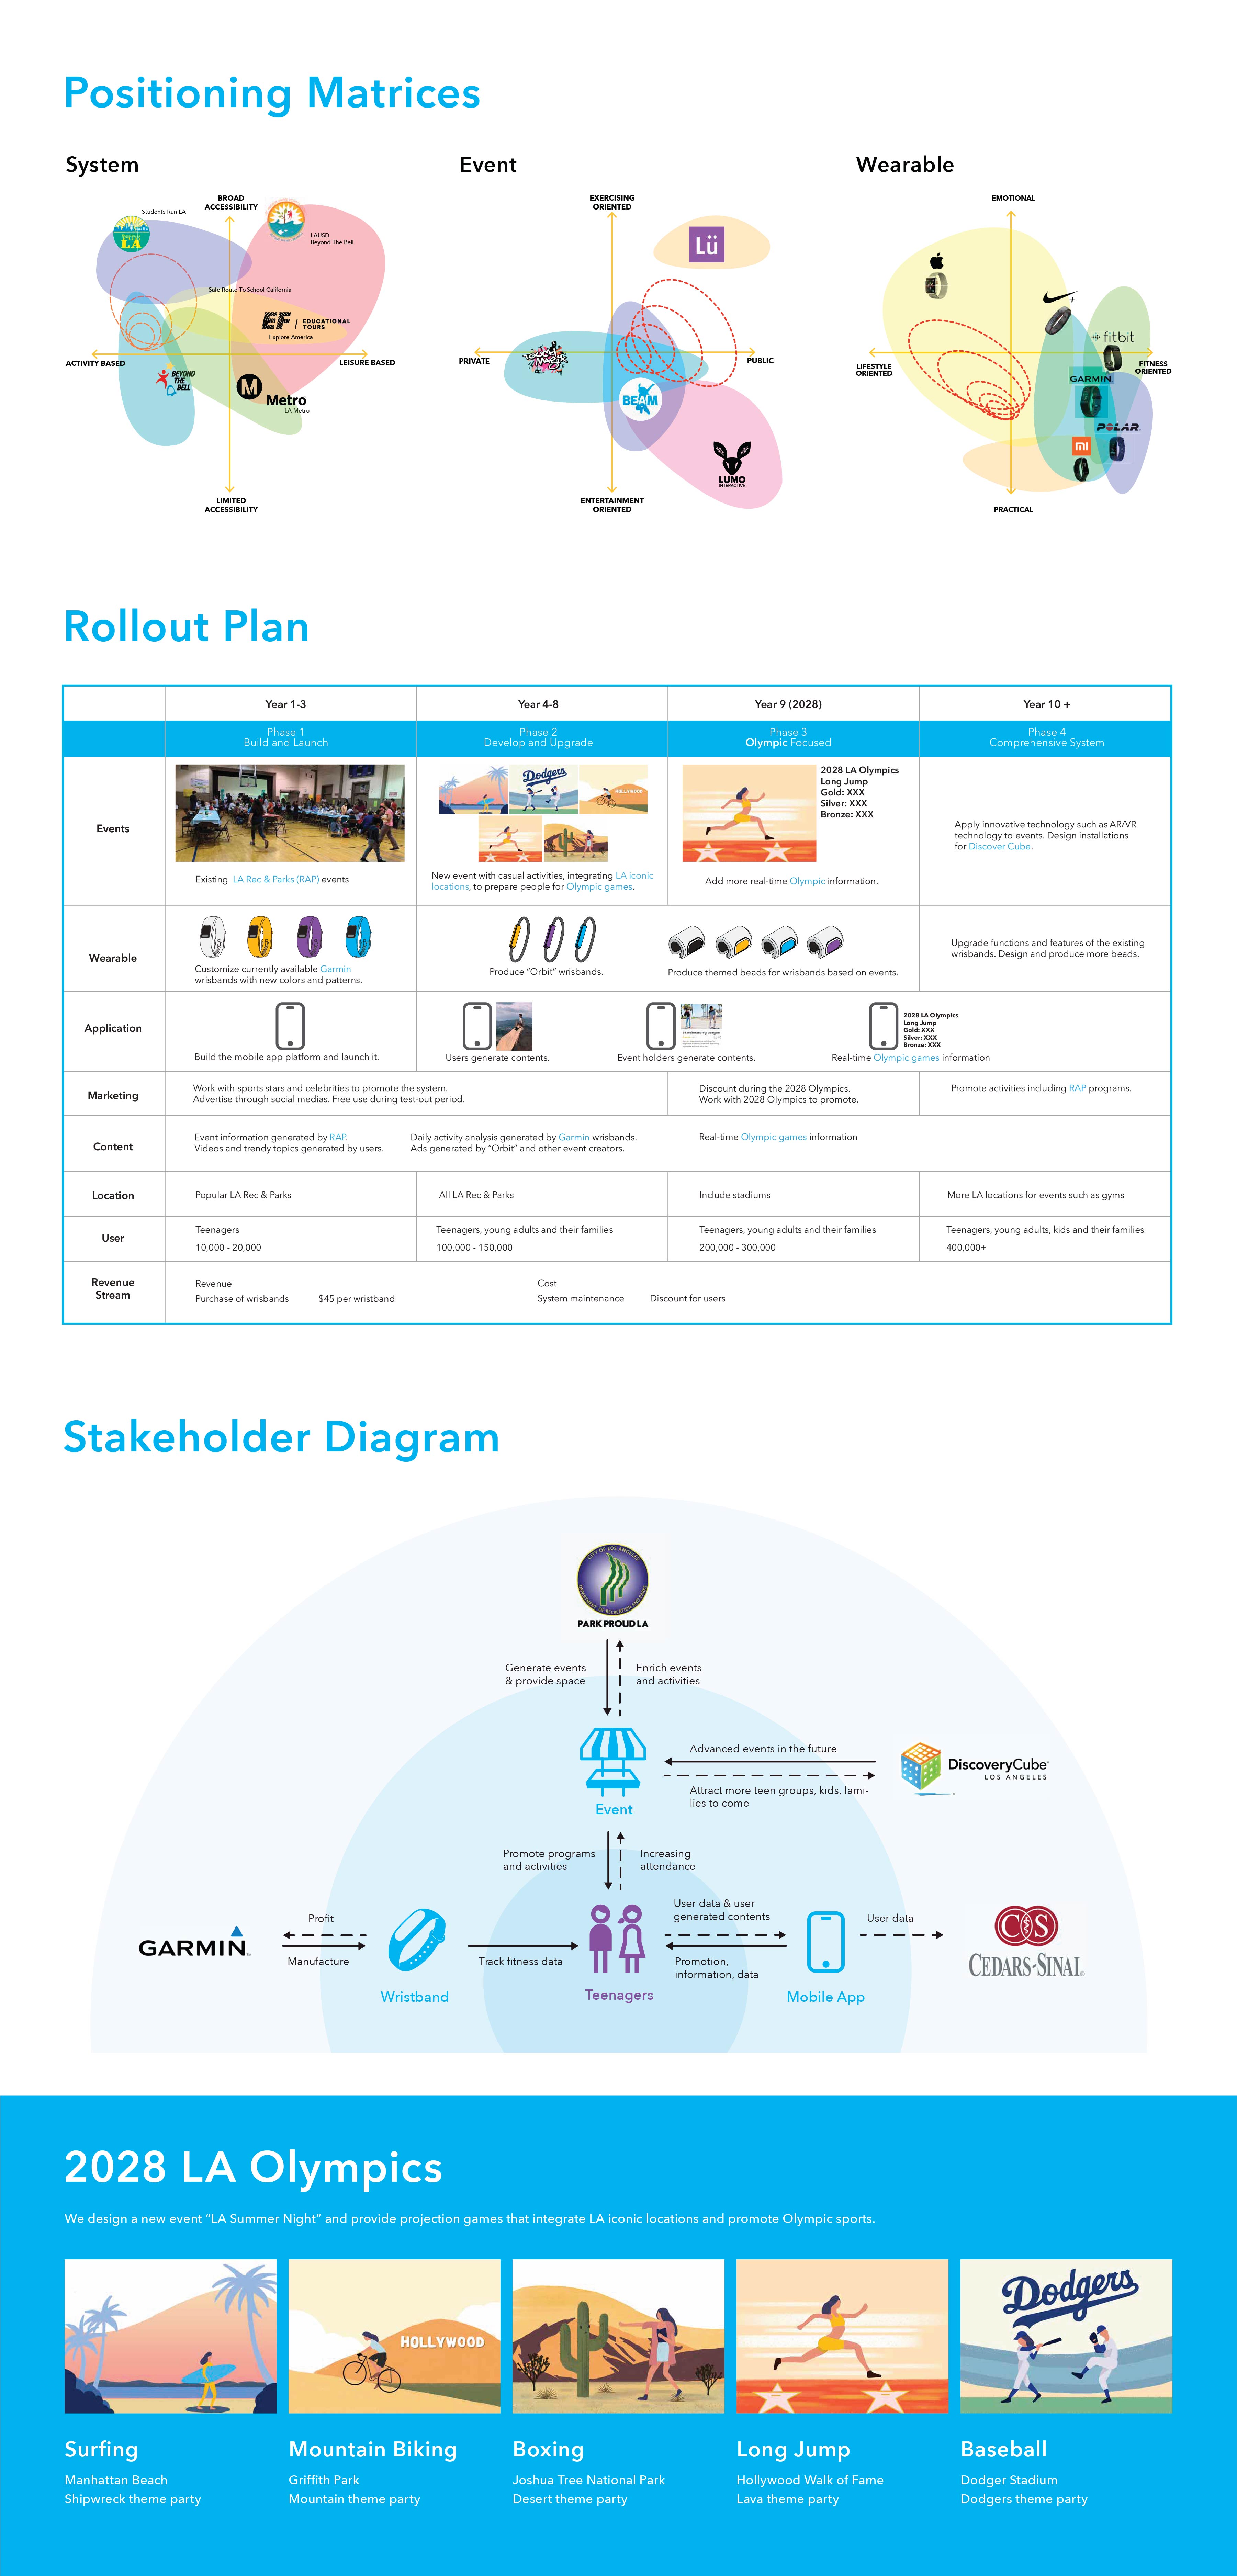 Positioning Matrices
System
BROAD
ACCESSIBILITY
Students Run LA
LA
LAUSD
Beyond The Bell
Safe Route To School California
EF / EDUCATIONAL
TOURS
Explore America
ACTIVITY BASED
LEISURE BASED
BEYOND
THE
BELL
M
Metro
LA Metro
LIMITED
ACCESSIBILITY
Event
EXERCISING
ORIENTED
Lü
PRIVATE
PUBLIC
BEAM
LUMO
INTERACTIVE
ENTERTAINMENT
ORIENTED
Wearable
EMOTIONAL
fitbit
LIFESTYLE
ORIENTED
FITNESS
ORIENTED
GARMIN
POLAR
mi
PRACTICAL
Rollout Plan
Year 1-3
Year 4-8
Year 9 (2028)
Year 10 +
Phase 1
Build and Launch
Phase 2
Develop and Upgrade
Phase 3
Olympic Focused
Phase 4
Comprehensive System
Events
Existing LA Rec & Parks (RAP) events
Dodgers
HOLLYWOOD
New event with casual activities, integrating LA iconic
locations, to prepare people for Olympic games.
2028 LA Olympics
Long Jump
Gold: XXX
Silver: XXX
Bronze: XXX
Add more real-time Olympic information.
Apply innovative technology such as AR/VR
technology to events. Design installations
for Discover Cube.
Wearable
Customize currently available Garmin
wrisbands with new colors and patterns.
Produce "Orbit" wrisbands.
Produce themed beads for wrisbands based on events.
Upgrade functions and features of the existing
wrisbands. Design and produce more beads.
Application
Build the mobile app platform and launch it.
Users generate contents.
Skateboarding League
Event holders generate contents.
2028 LA Olympics
Long Jump
Gold: XXX
Silver: XXX
Bronze: XXX
Real-time Olympic games information
Marketing
Work with sports stars and celebrities to promote the system.
Advertise through social medias. Free use during test-out period.
Discount during the 2028 Olympics.
Work with 2028 Olympics to promote.
Promote activities including RAP programs.
Content
Event information generated by RAP.
Videos and trendy topics generated by users.
Daily activity analysis generated by Garmin wrisbands.
Ads generated by "Orbit" and other event creators.
Real-time Olympic games information
Location
Popular LA Rec & Parks
All LA Rec & Parks
Include stadiums
More LA locations for events such as gyms
User
Teenagers
10,000 - 20,000
Teenagers, young adults and their families
100,000 - 150,000
Teenagers, young adults and their families
200,000 - 300,000
Teenagers, young adults, kids and their families
400,000+
Revenue
Stream
Revenue
Purchase of wrisbands
$45 per wristband
Cost
System maintenance
Discount for users
Stakeholder Diagram
CITY OF LOS ANGELES
DEPARTMENT OF RECREATION AND PARKS
PARK PROUD LA
Generate events
& provide space
Enrich events
and activities
Event
Advanced events in the future
Attract more teen groups, kids, fami-
lies to come
DiscoveryCube
LOS ANGELES
Promote programs
and activities
Increasing
attendance
GARMIN
Profit
Manufacture
Wristband
Track fitness data
Teenagers
User data & user
generated contents
Promotion,
information, data
Mobile App
User data
CS
CEDARS-SINAI
2028 LA Olympics
We design a new event "LA Summer Night" and provide projection games that integrate LA iconic locations and promote Olympic sports.
HOLLYWOOD
Dodgers
Surfing
Manhattan Beach
Shipwreck theme party
Mountain Biking
Griffith Park
Mountain theme party
Boxing
Joshua Tree National Park
Desert theme party
Long Jump
Hollywood Walk of Fame
Lava theme party
Baseball
Dodger Stadium
Dodgers theme party